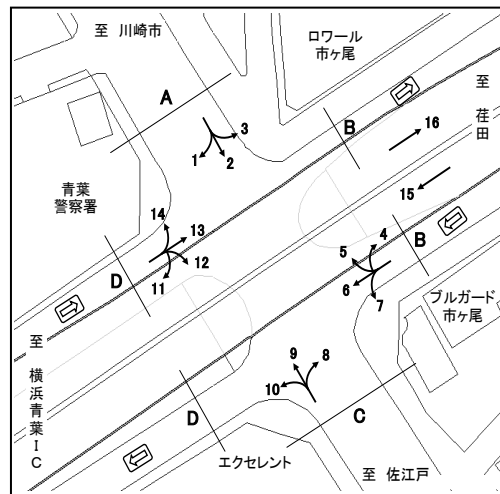 至 川崎市
ロワール
市ヶ尾
至 荏田
A
B
3
1
2
16
15
青葉
警察署
14
13
12
11
D
4
5
6
7
B
ブルガード
市ヶ尾
至 横浜青葉IC
9
8
10
D
C
エクセレント
至 佐江戸